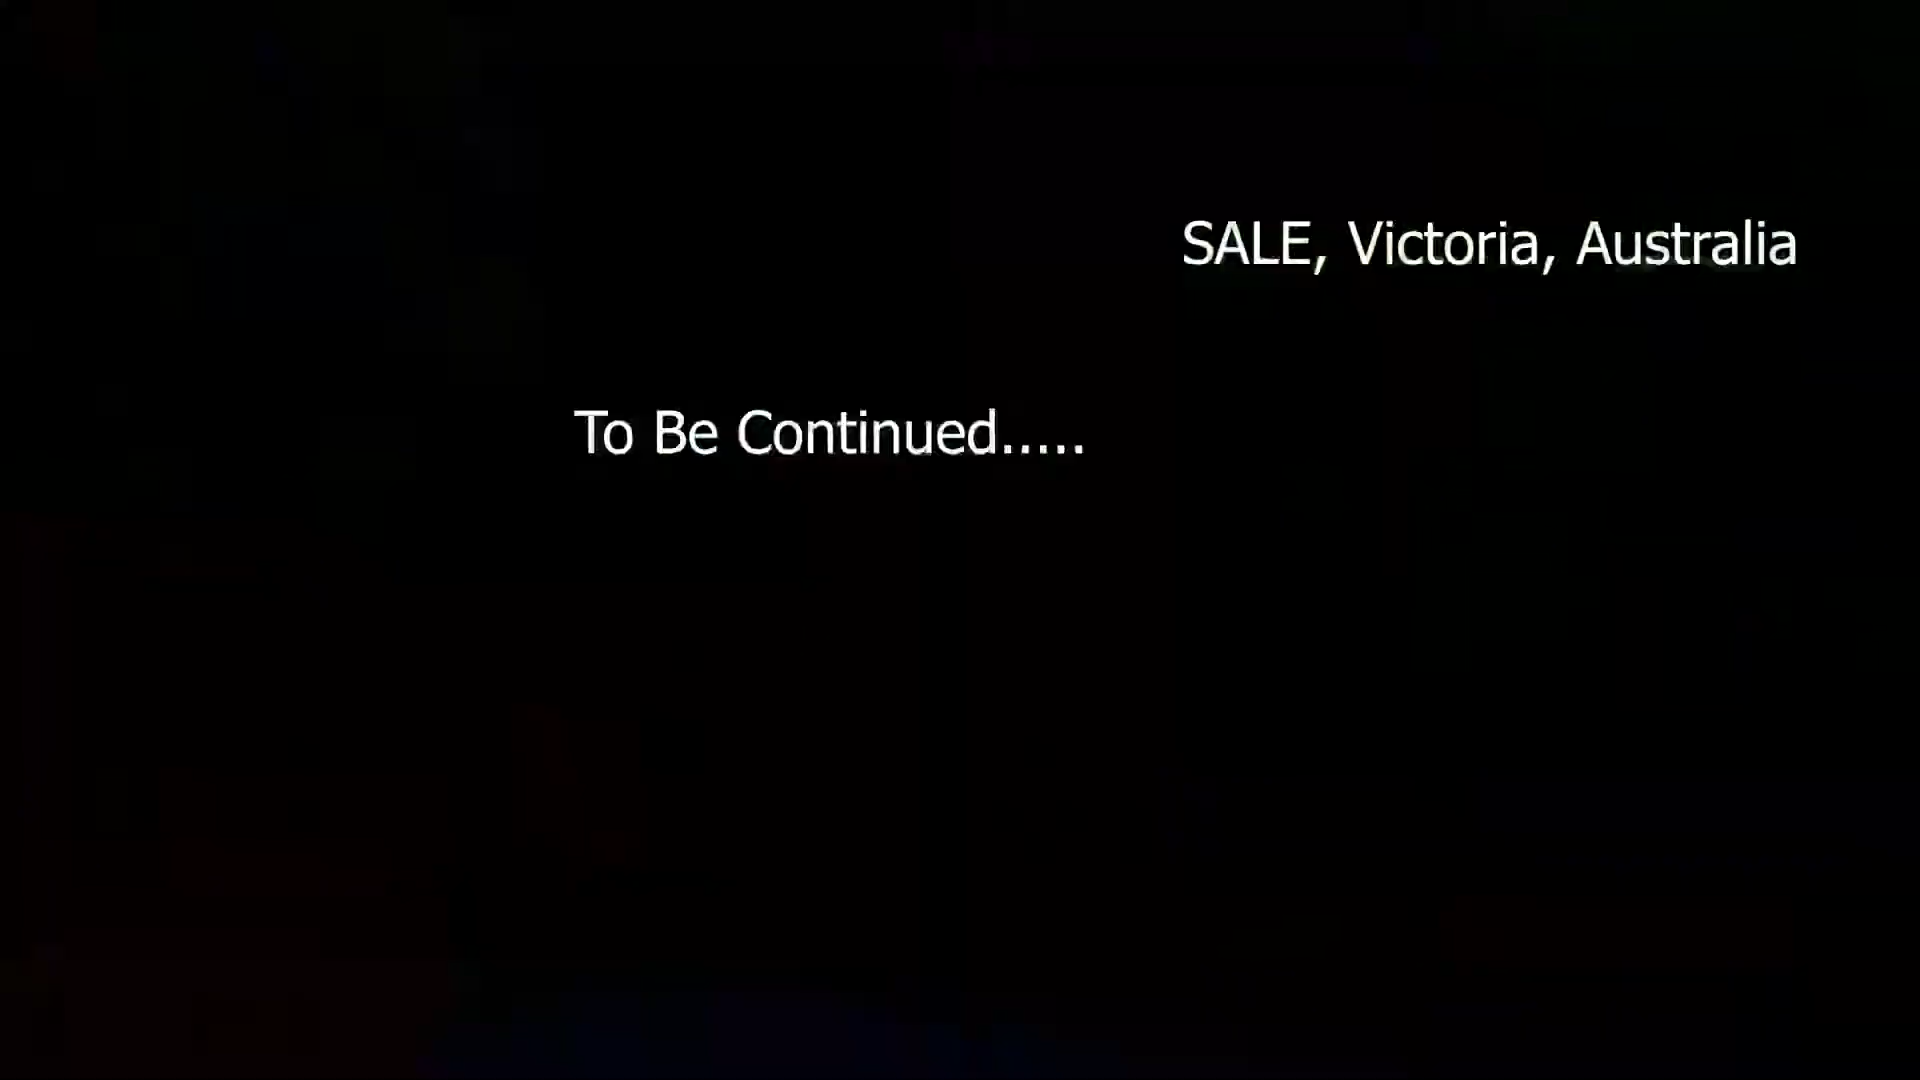 SALE, Victoria, Australia
To Be Continued.....